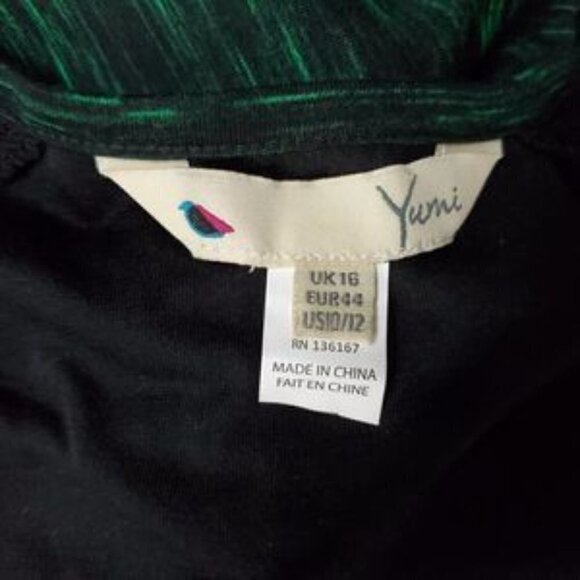 Yumi
UK16
EUR44
US10/12
RN 136167
MADE IN CHINA
FAIT EN CHINE